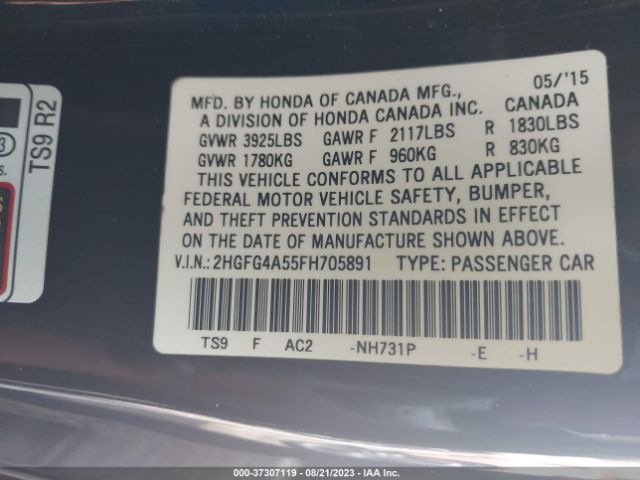 MFD. BY HONDA OF CANADA MFG., 05/'15
A DIVISION OF HONDA CANADA INC. CANADA
GVWR 3925LBS GAWR F 2117LBS R 1830LBS
GVWR 1780KG GAWR F 960KG R 830KG
THIS VEHICLE CONFORMS TO ALL APPLICABLE
FEDERAL MOTOR VEHICLE SAFETY, BUMPER,
AND THEFT PREVENTION STANDARDS IN EFFECT
ON THE DATE OF MANUFACTURE SHOWN ABOVE.
V.I.N.: 2HGFG4A55FH705891 TYPE: PASSENGER CAR
TS9 F AC2 -NH731P -E -H
TS9 R2
3
s.
000-37307119 - 08/21/2023 - IAA Inc.